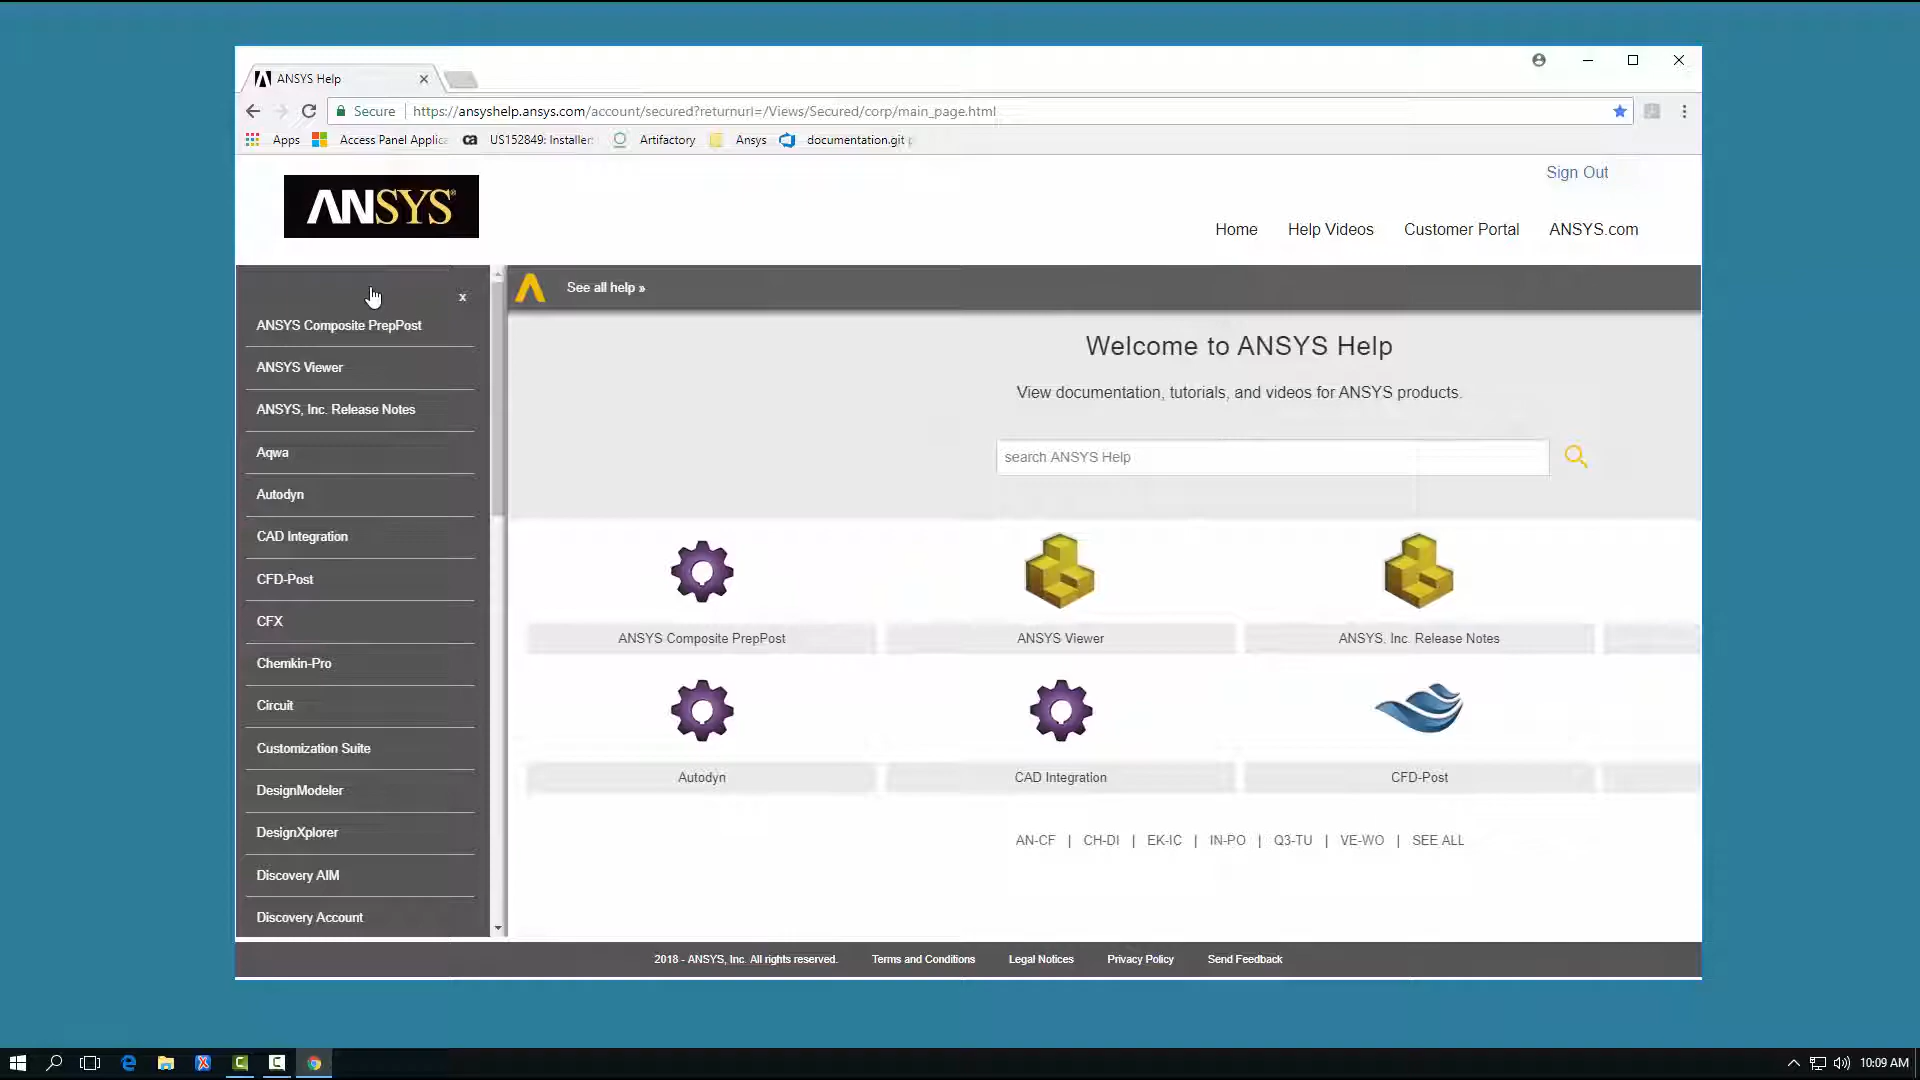 ANSYS Help
Secure | https://ansyshelp.ansys.com/account/secured?returnurl=/Views/Secured/corp/main_page.html
Apps Access Panel Applica US152849: Installer: Artifactory Ansys documentation.git
Sign Out
ANSYS®
Home Help Videos Customer Portal ANSYS.com
x
See all help »
ANSYS Composite PrepPost
ANSYS Viewer
ANSYS, Inc. Release Notes
Aqwa
Autodyn
CAD Integration
CFD-Post
CFX
Chemkin-Pro
Circuit
Customization Suite
DesignModeler
DesignXplorer
Discovery AIM
Discovery Account
Welcome to ANSYS Help
View documentation, tutorials, and videos for ANSYS products.
search ANSYS Help
ANSYS Composite PrepPost ANSYS Viewer ANSYS, Inc. Release Notes
Autodyn CAD Integration CFD-Post
AN-CF | CH-DI | EK-IC | IN-PO | Q3-TU | VE-WO | SEE ALL
2018 - ANSYS, Inc. All rights reserved. Terms and Conditions Legal Notices Privacy Policy Send Feedback
10:09 AM